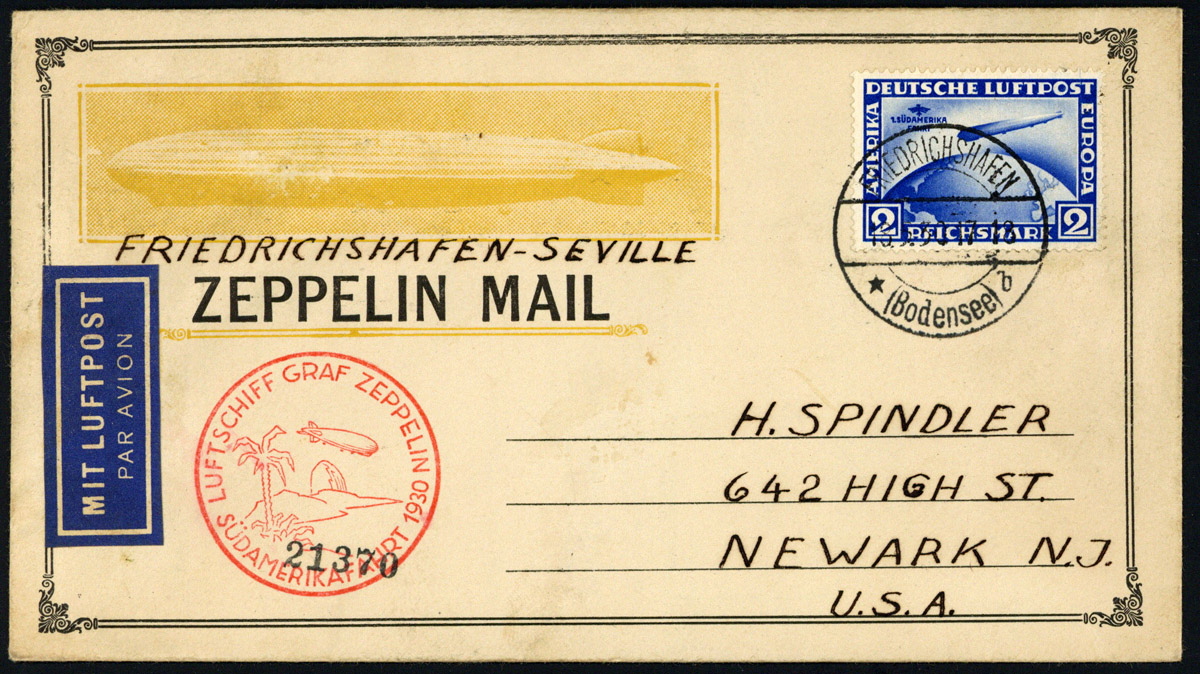 DEUTSCHE LUFTPOST
AMERIKA
EUROPA
1. SÜDAMERIKA
FAHRT
2 REICHSMARK 2
FRIEDRICHSHAFEN
(Bodensee) b
FRIEDRICHSHAFEN-SEVILLE
ZEPPELIN MAIL
MIT LUFTPOST
PAR AVION
LUFTSCHIFF GRAF ZEPPELIN
SÜDAMERIKAFAHRT 1930
21370
H. SPINDLER
642 HIGH ST.
NEWARK N.J.
U.S.A.